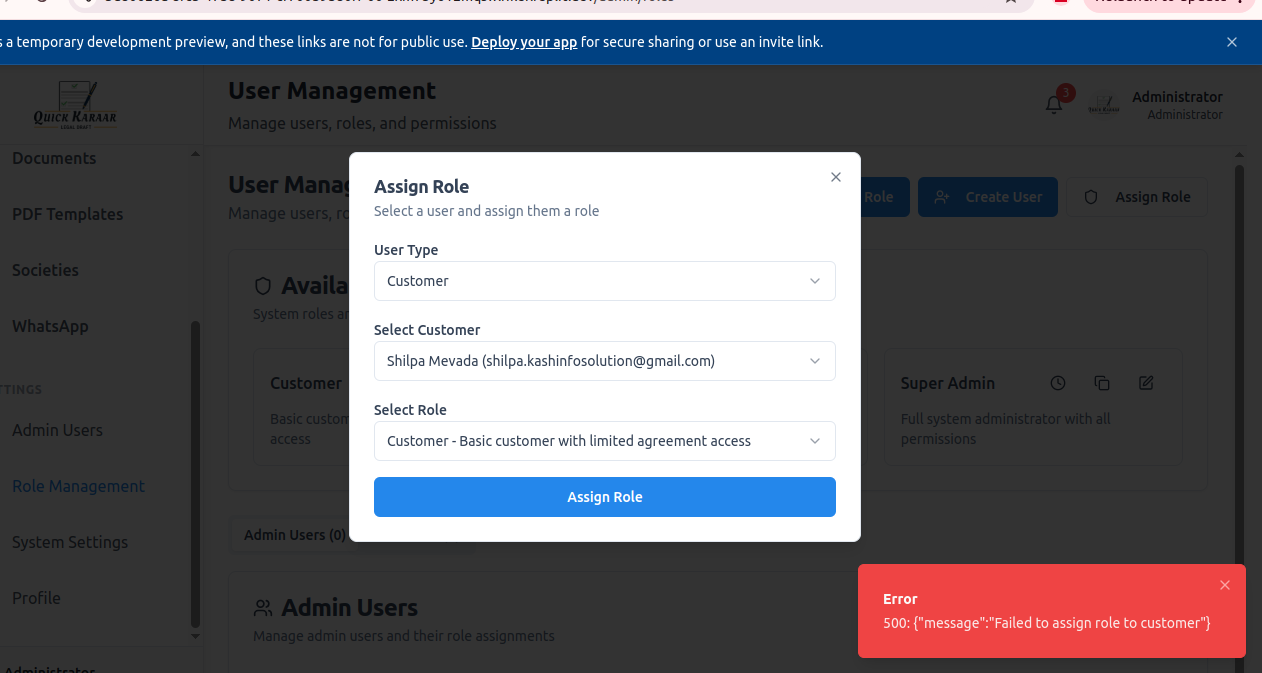 s a temporary development preview, and these links are not for public use. Deploy your app for secure sharing or use an invite link.
QUICK KARAAR
LEGAL DRAFT
User Management
Manage users, roles, and permissions
3
Administrator
Administrator
Documents
PDF Templates
Societies
WhatsApp
TTINGS
Admin Users
Role Management
System Settings
Profile
Administrator
User Manag
Manage users, ro
Role
Create User
Assign Role
Availa
System roles an
Customer
Basic custom
access
Super Admin
Full system administrator with all
permissions
Admin Users (0)
Admin Users
Manage admin users and their role assignments
Assign Role
Select a user and assign them a role
User Type
Customer
Select Customer
Shilpa Mevada (shilpa.kashinfosolution@gmail.com)
Select Role
Customer - Basic customer with limited agreement access
Assign Role
Error
500: {"message":"Failed to assign role to customer"}